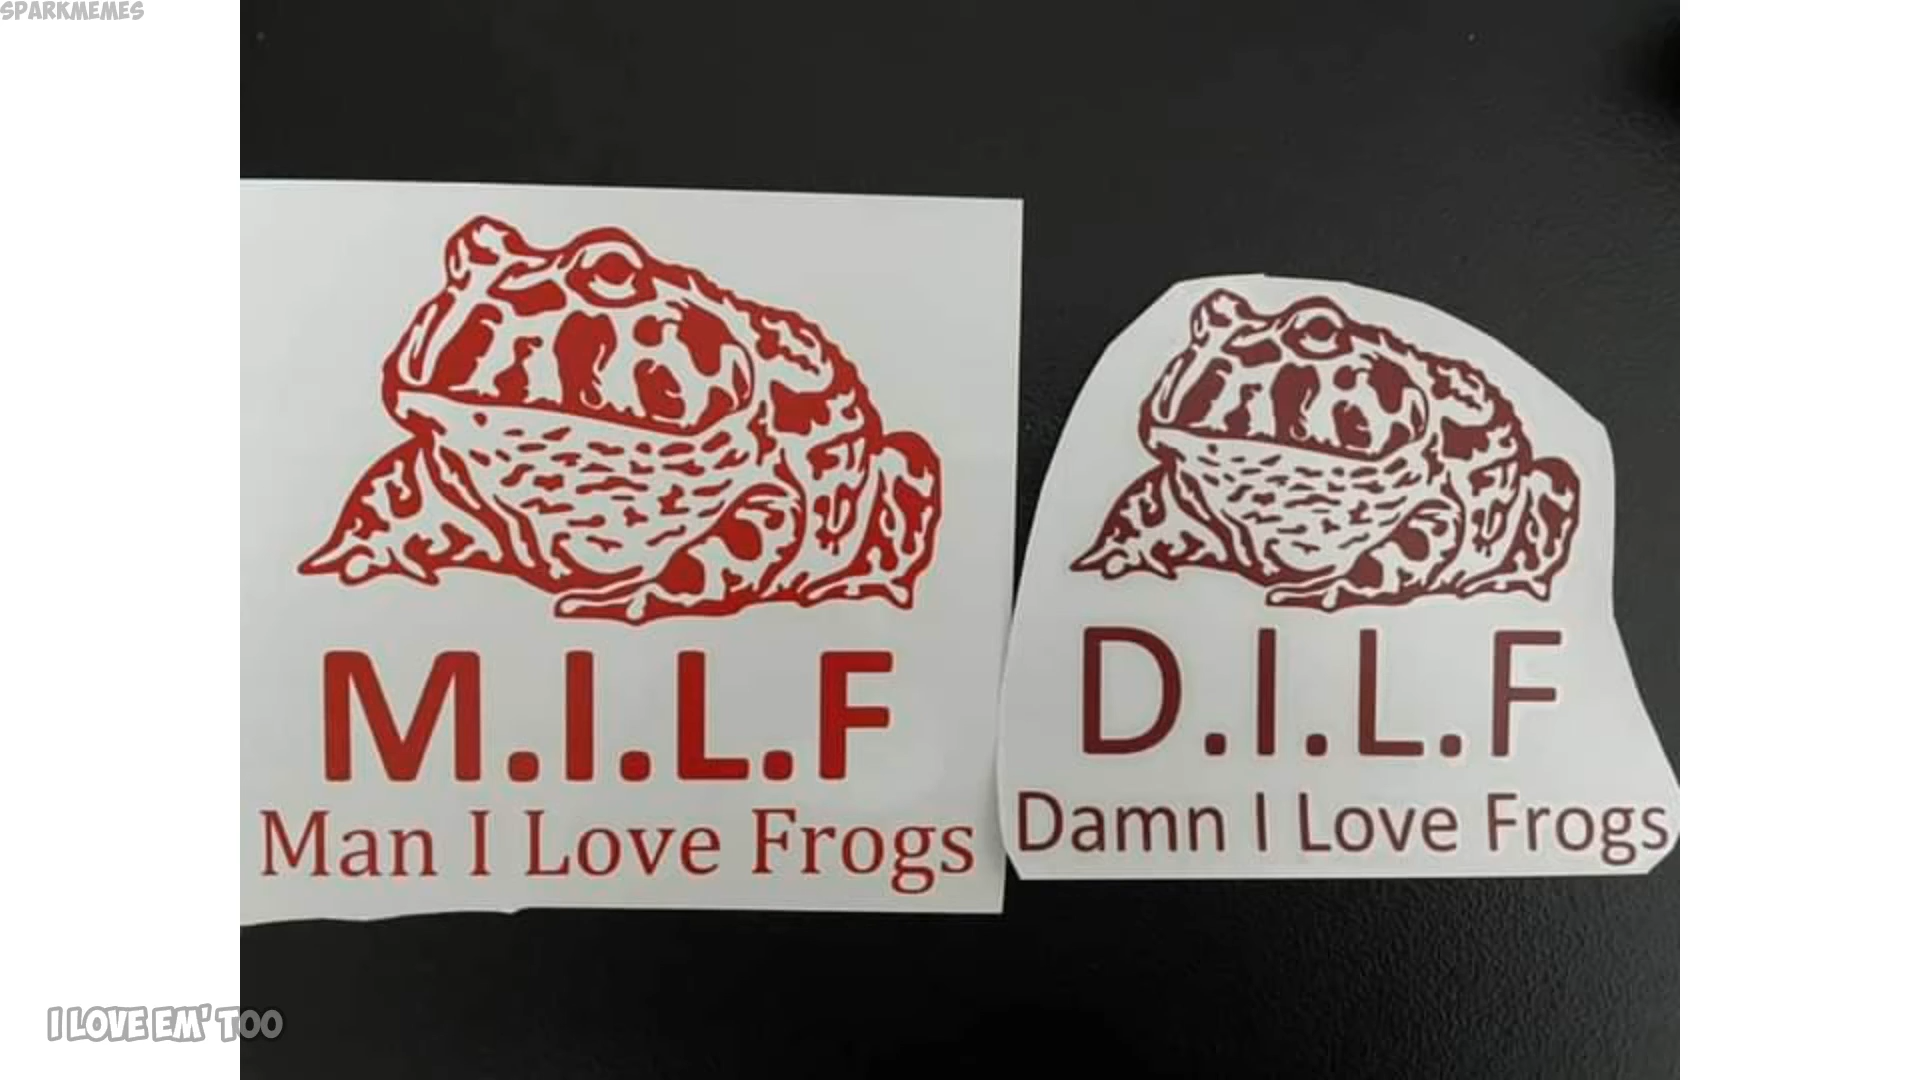 SPARKMEMES
M.I.L.F
Man I Love Frogs
D.I.L.F
Damn I Love Frogs
I LOVE EM' TOO